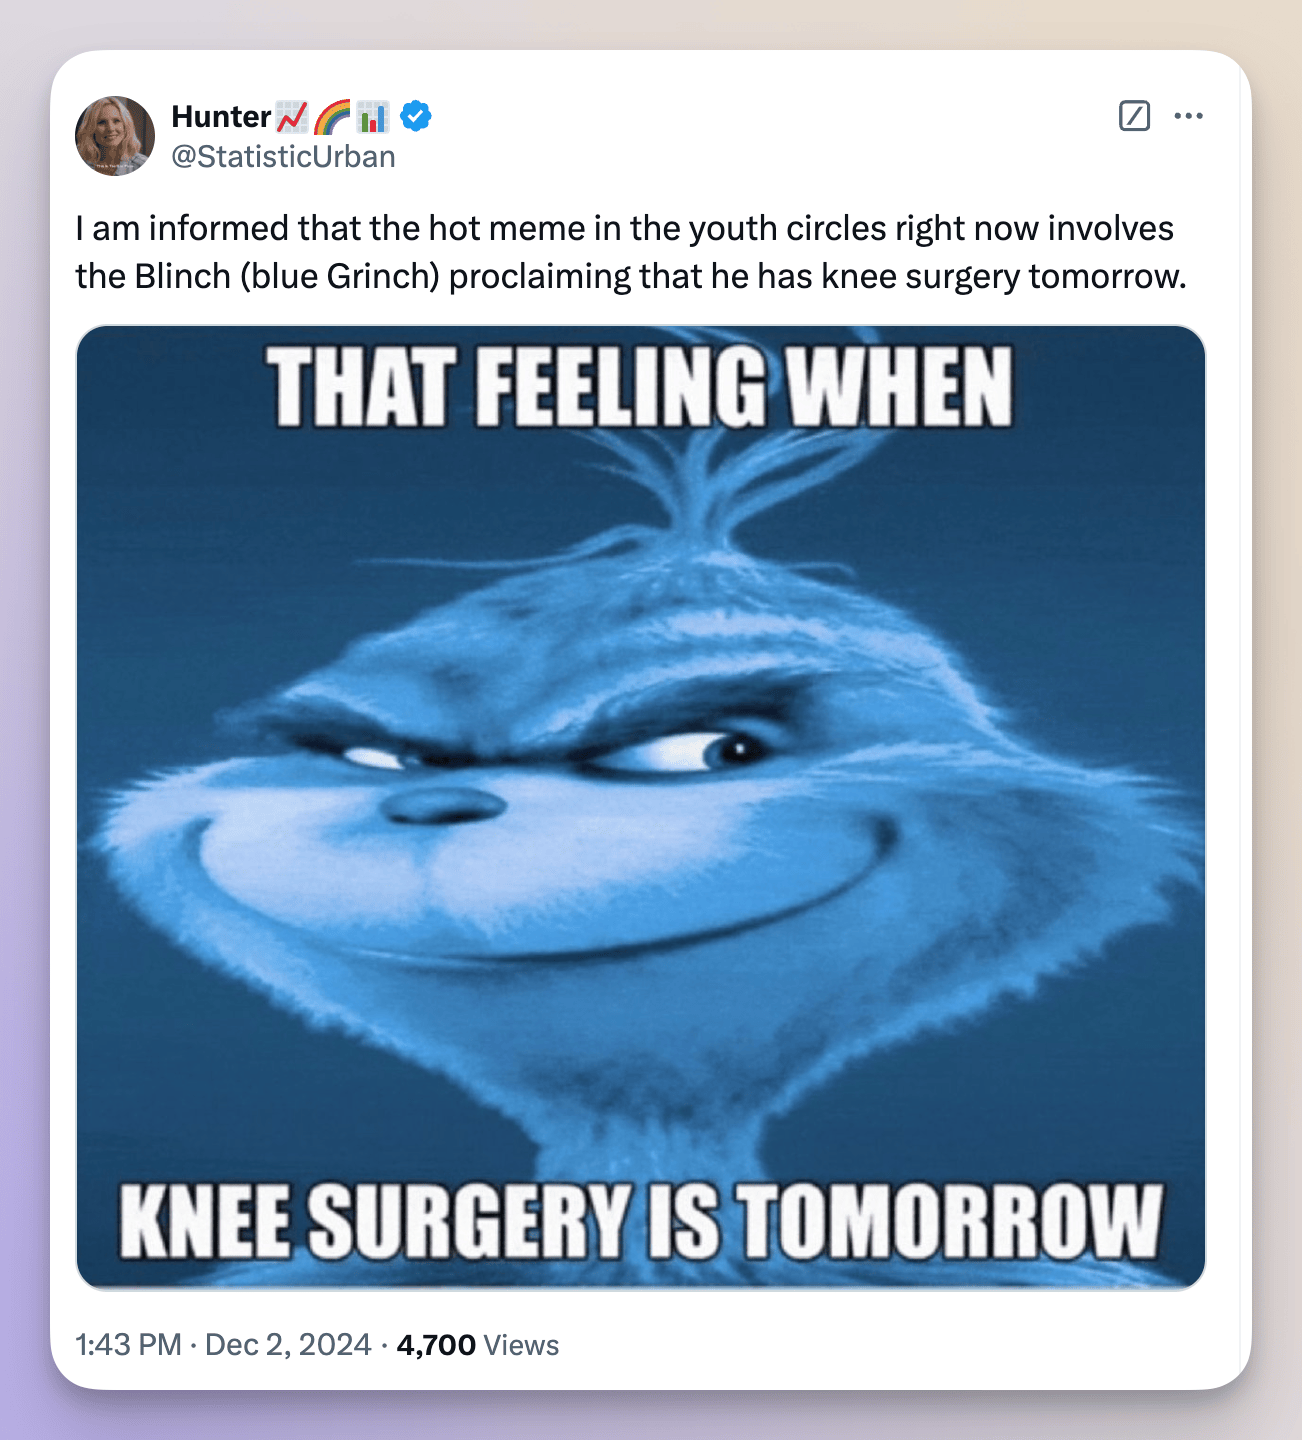 Hunter📈🌈📊
@StatisticUrban
I am informed that the hot meme in the youth circles right now involves
the Blinch (blue Grinch) proclaiming that he has knee surgery tomorrow.
THAT FEELING WHEN
KNEE SURGERY IS TOMORROW
1:43 PM · Dec 2, 2024 · 4,700 Views